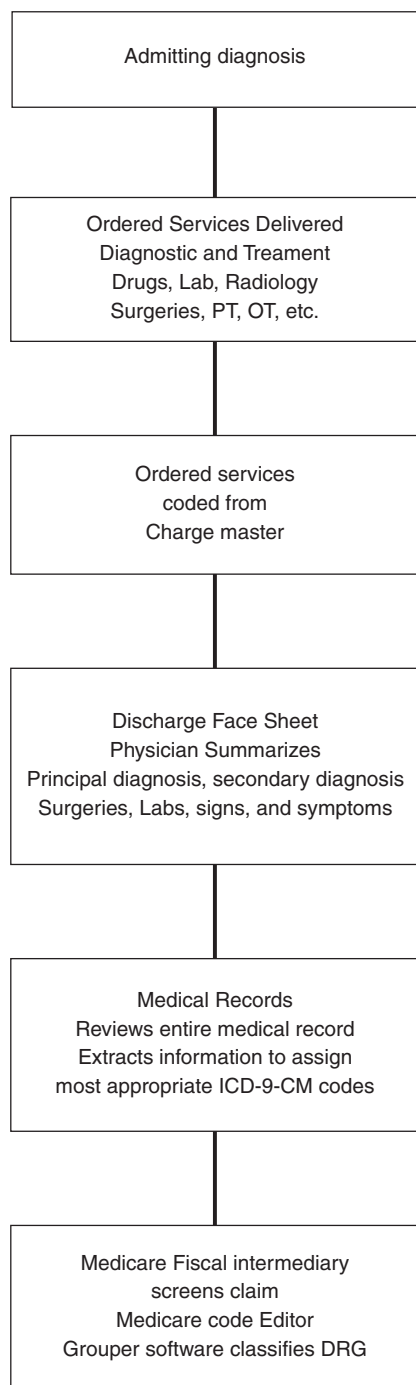 Admitting diagnosis
Ordered Services Delivered
Diagnostic and Treament
Drugs, Lab, Radiology
Surgeries, PT, OT, etc.
Ordered services
coded from
Charge master
Discharge Face Sheet
Physician Summarizes
Principal diagnosis, secondary diagnosis
Surgeries, Labs, signs, and symptoms
Medical Records
Reviews entire medical record
Extracts information to assign
most appropriate ICD-9-CM codes
Medicare Fiscal intermediary
screens claim
Medicare code Editor
Grouper software classifies DRG